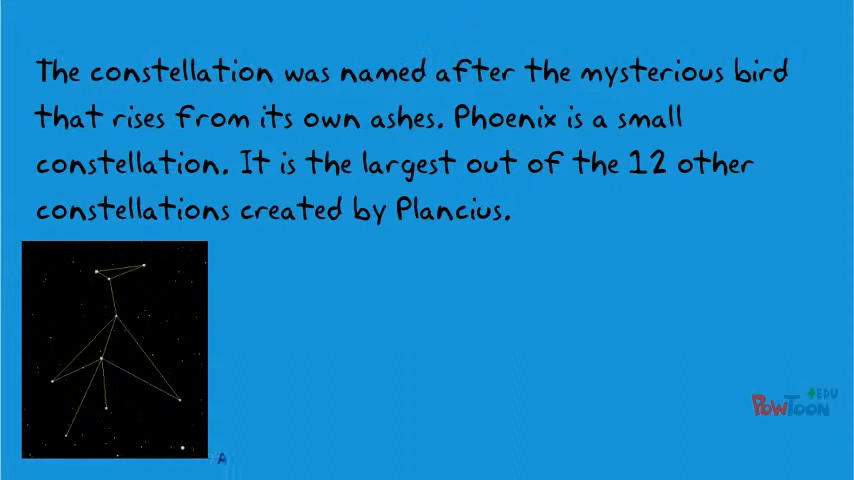 The constellation was named after the mysterious bird
that rises from its own ashes. Phoenix is a small
constellation. It is the largest out of the 12 other
constellations created by Plancius.
+EDU
POWTOON
A